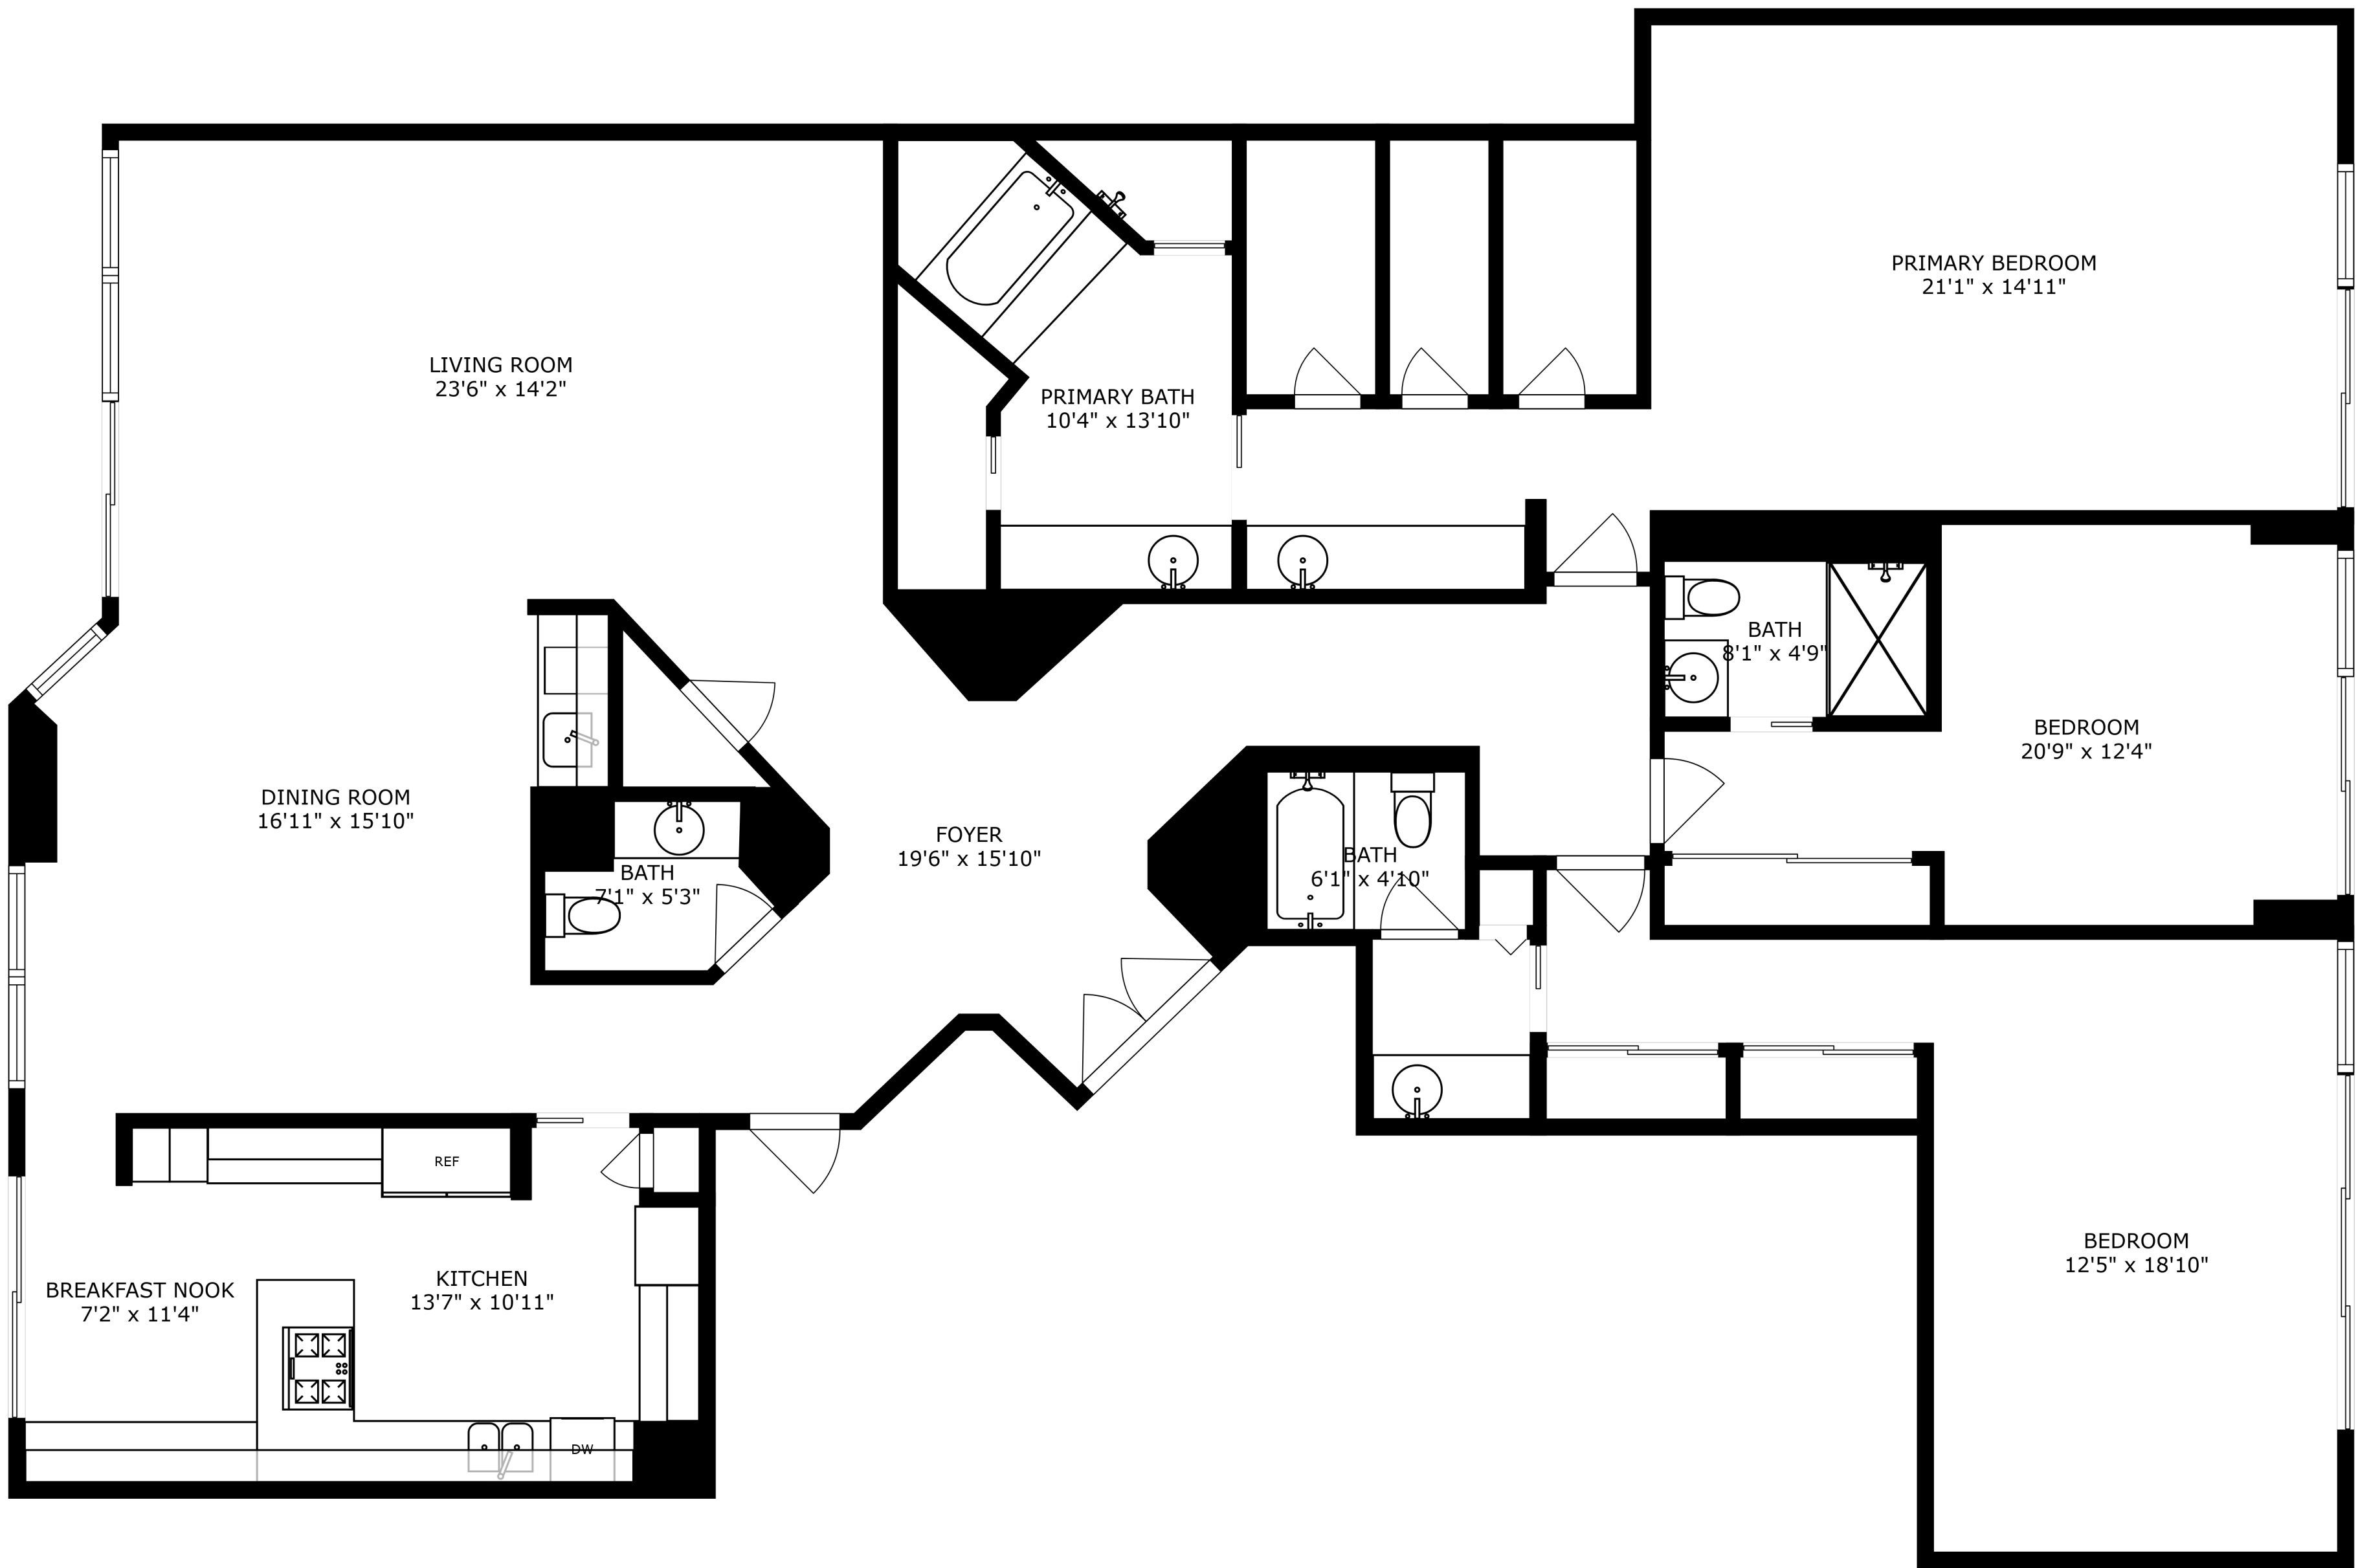 PRIMARY BEDROOM
21'1" x 14'11"
LIVING ROOM
23'6" x 14'2"
PRIMARY BATH
10'4" x 13'10"
BATH
8'1" x 4'9"
BEDROOM
20'9" x 12'4"
DINING ROOM
16'11" x 15'10"
FOYER
19'6" x 15'10"
BATH
6'1" x 4'10"
BATH
7'1" x 5'3"
REF
BREAKFAST NOOK
7'2" x 11'4"
KITCHEN
13'7" x 10'11"
BEDROOM
12'5" x 18'10"
DW